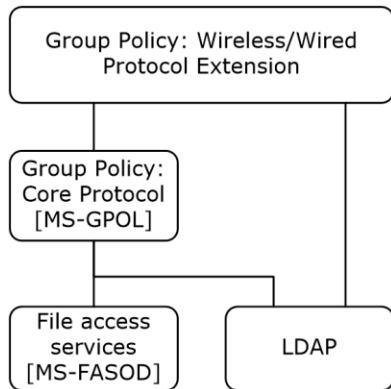 Group Policy: Wireless/Wired
Protocol Extension
Group Policy:
Core Protocol
[MS-GPOL]
File access
services
[MS-FASOD]
LDAP